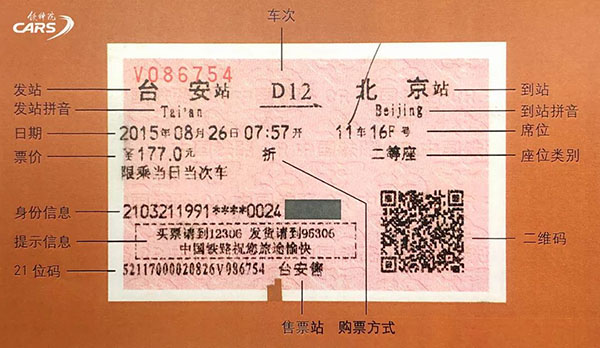 铁科院
CARS
车次
V086754
发站 台安站 D12 北京站 到站
发站拼音 Tai'an Beijing 到站拼音
日期 2015年08月26日07:57开 11车16F号 席位
票价 ¥177.0元 折 二等座 座位类别
限乘当日当次车
身份信息 2103211991****0024
提示信息 买票请到12306 发货请到95306
中国铁路祝您旅途愉快
二维码
21位码 52117000020826V086754 台安售
售票站 购票方式